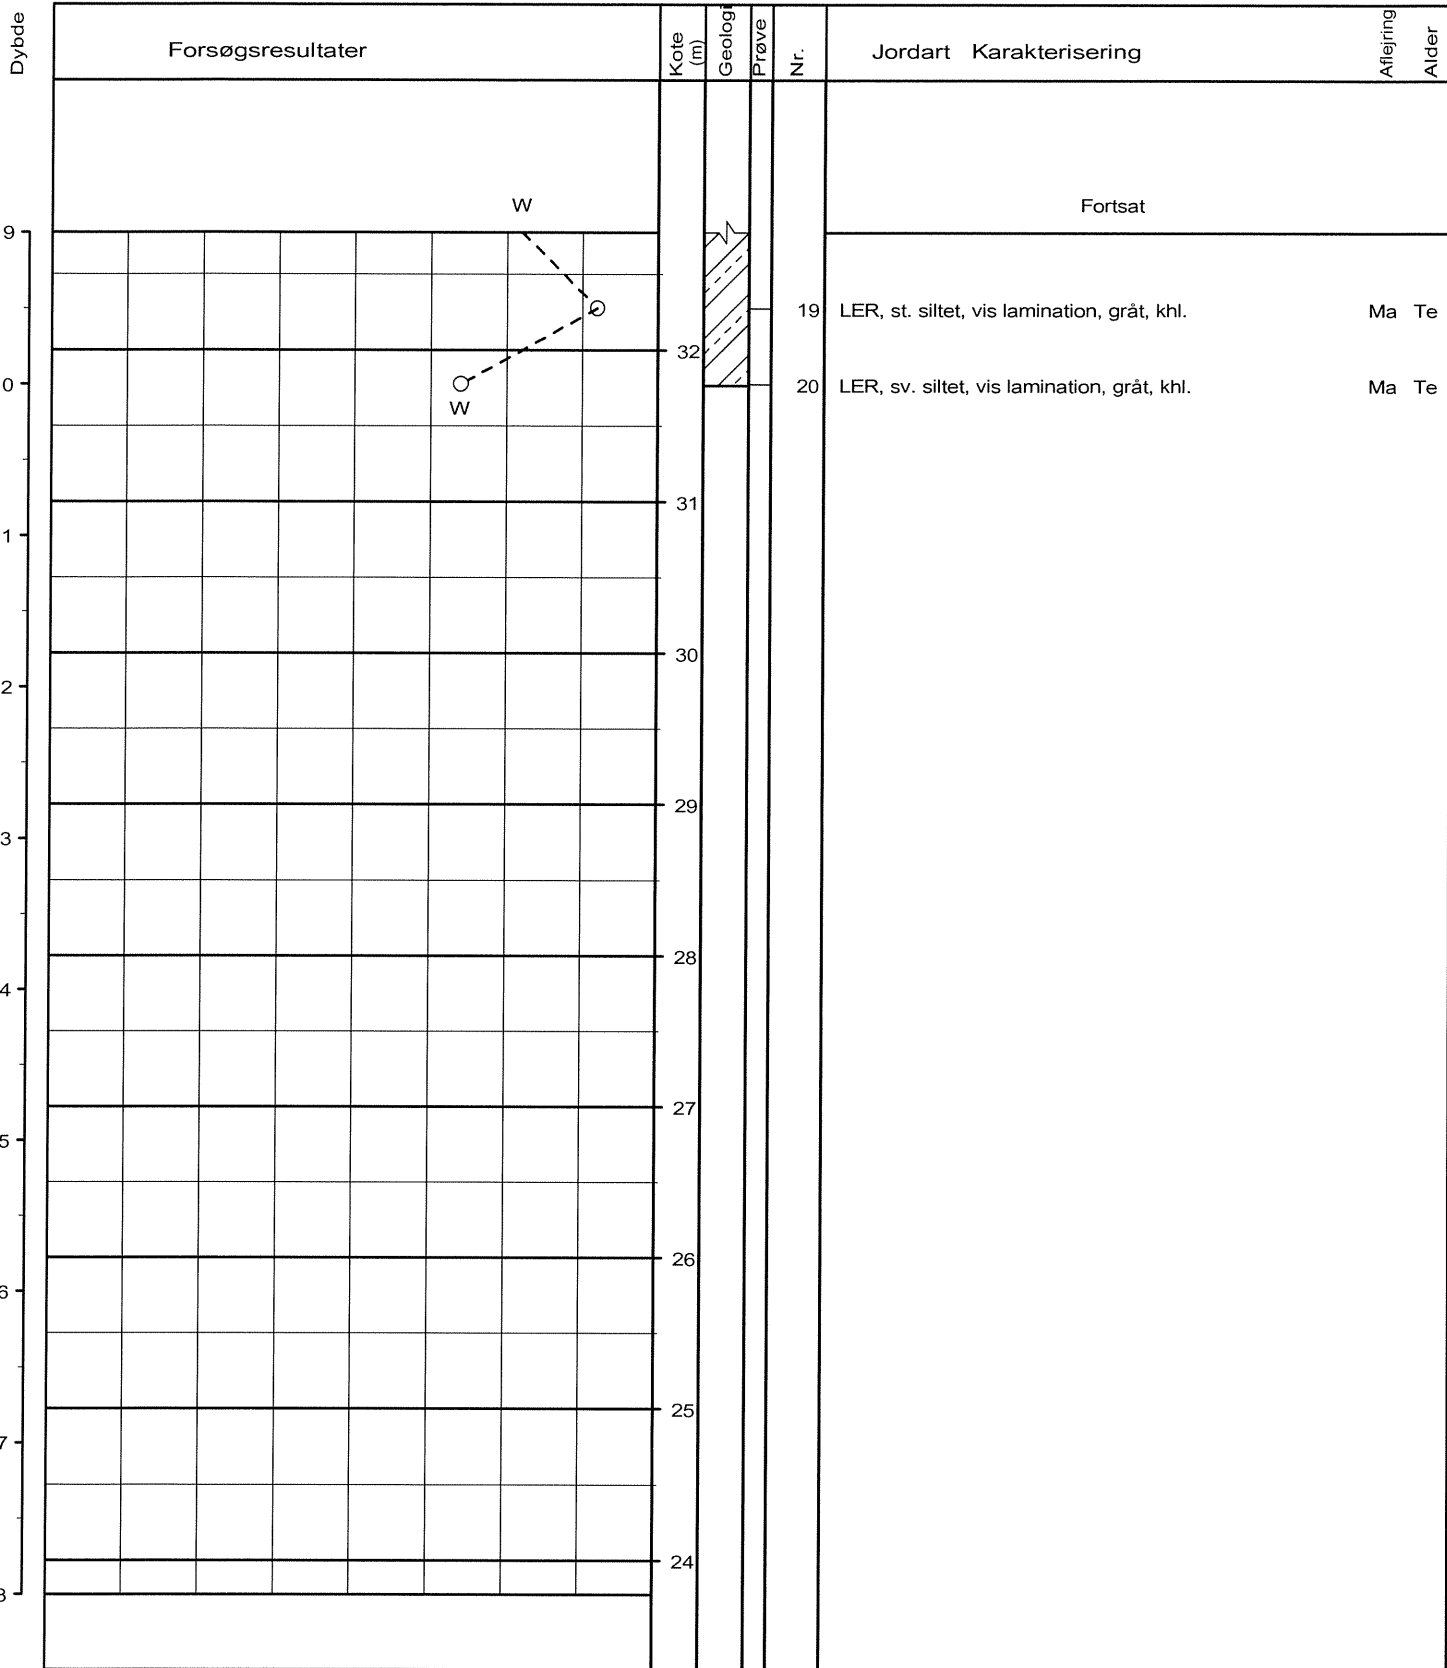 Dybde
Forsøgsresultater
Kote (m)
Geologi
Prøve
Nr.
Jordart Karakterisering
Aflejring
Alder
W
Fortsat
9
19 LER, st. siltet, vis lamination, gråt, khl. Ma Te
32
0
20 LER, sv. siltet, vis lamination, gråt, khl. Ma Te
W
31
1
30
2
29
3
28
4
27
5
26
6
25
7
24
8